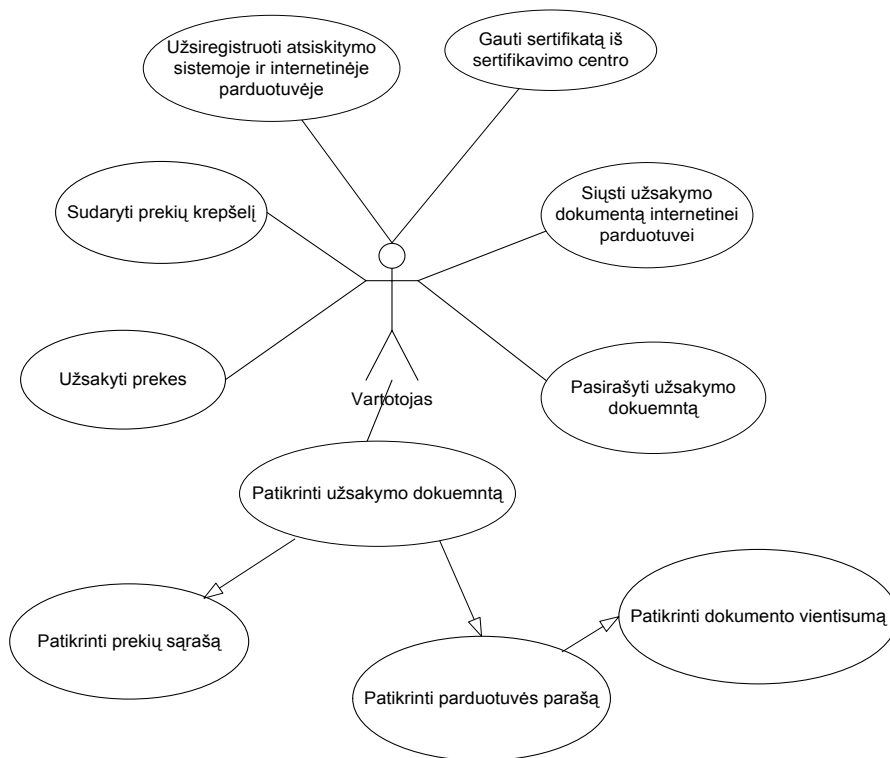 Užsiregistruoti atsiskitymo
sistemoje ir internetinėje
parduotuvėje
Gauti sertifikatą iš
sertifikavimo centro
Sudaryti prekių krepšelį
Siųsti užsakymo
dokumentą internetinei
parduotuvei
Užsakyti prekes
Vartotojas
Pasirašyti užsakymo
dokuemntą
Patikrinti užsakymo dokuemntą
Patikrinti prekių sąrašą
Patikrinti dokumento vientisumą
Patikrinti parduotuvės parašą